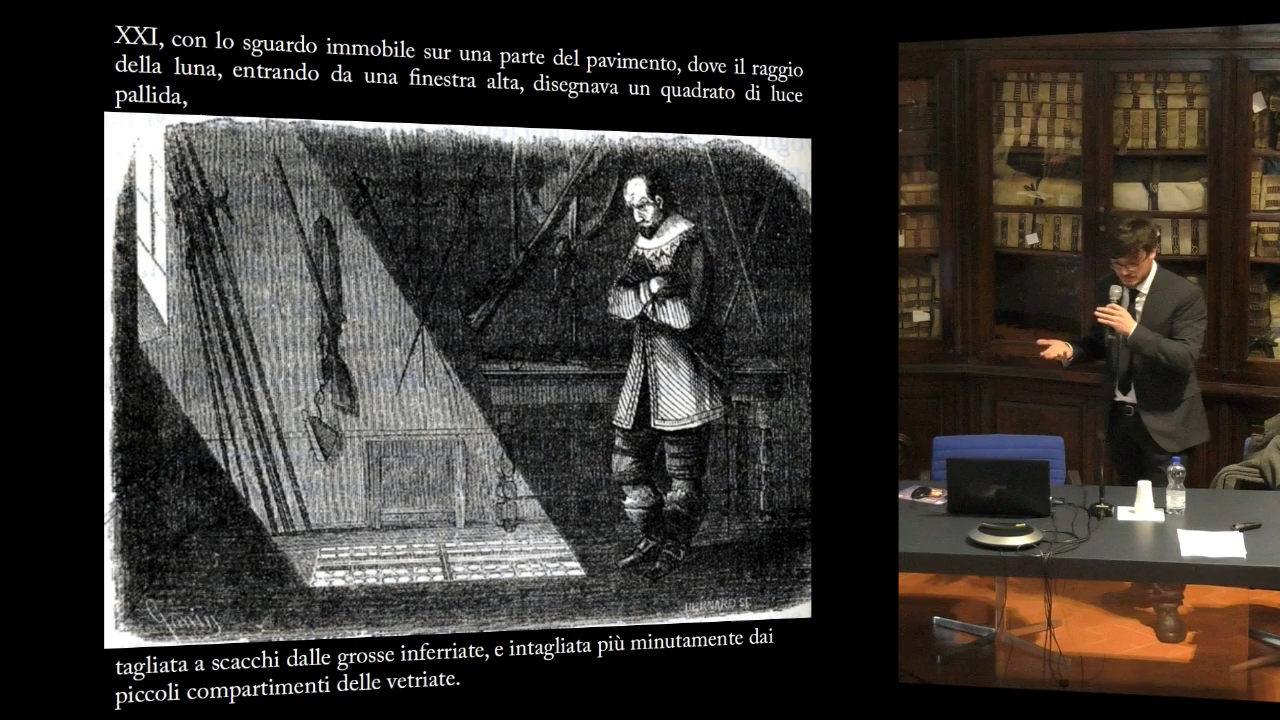 XXI, con lo sguardo immobile sur una parte del pavimento, dove il raggio
della luna, entrando da una finestra alta, disegnava un quadrato di luce
pallida,
BERNARD SC
tagliata a scacchi dalle grosse inferriate, e intagliata più minutamente dai
piccoli compartimenti delle vetriate.